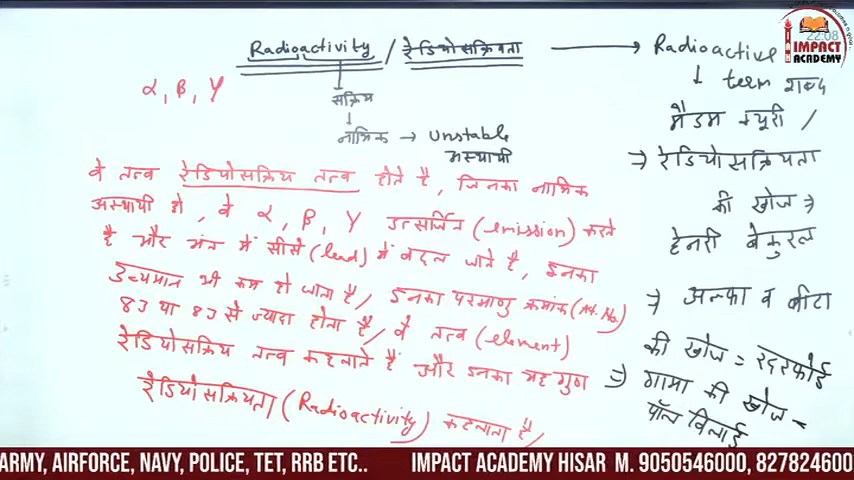 Radioactivity / रेडियोसक्रियता
α, β, γ
सक्रिय
नाभिक → Unstable
अस्थायी
वे तत्व रेडियोसक्रिय तत्व होते है, जिनका नाभिक
अस्थायी हो, वे α, β, γ उत्सर्जित (emission) करते
है और अंत में सीसे (lead) में बदल जाते है, इनका
द्रव्यमान भी कम हो जाता है / इनका परमाणु क्रमांक (At. No.)
83 या 83 से ज्यादा होता है / वे तत्व (element)
रेडियोसक्रिय तत्व कहलाते हैं और इनका यह गुण
रेडियोसक्रियता (Radioactivity) कहलाता है /
Radioactive
term शब्द
मैडम क्यूरी /
⇒ रेडियोसक्रियता
की खोज ⇒
हेनरी बेकुरल
⇒ अल्फा व बीटा
की खोज = रदरफोर्ड
⇒ गामा की खोज -
पॉल विलार्ड
22:08
IMPACT
ACADEMY
ARMY, AIRFORCE, NAVY, POLICE, TET, RRB ETC.. IMPACT ACADEMY HISAR M. 9050546000, 827824600